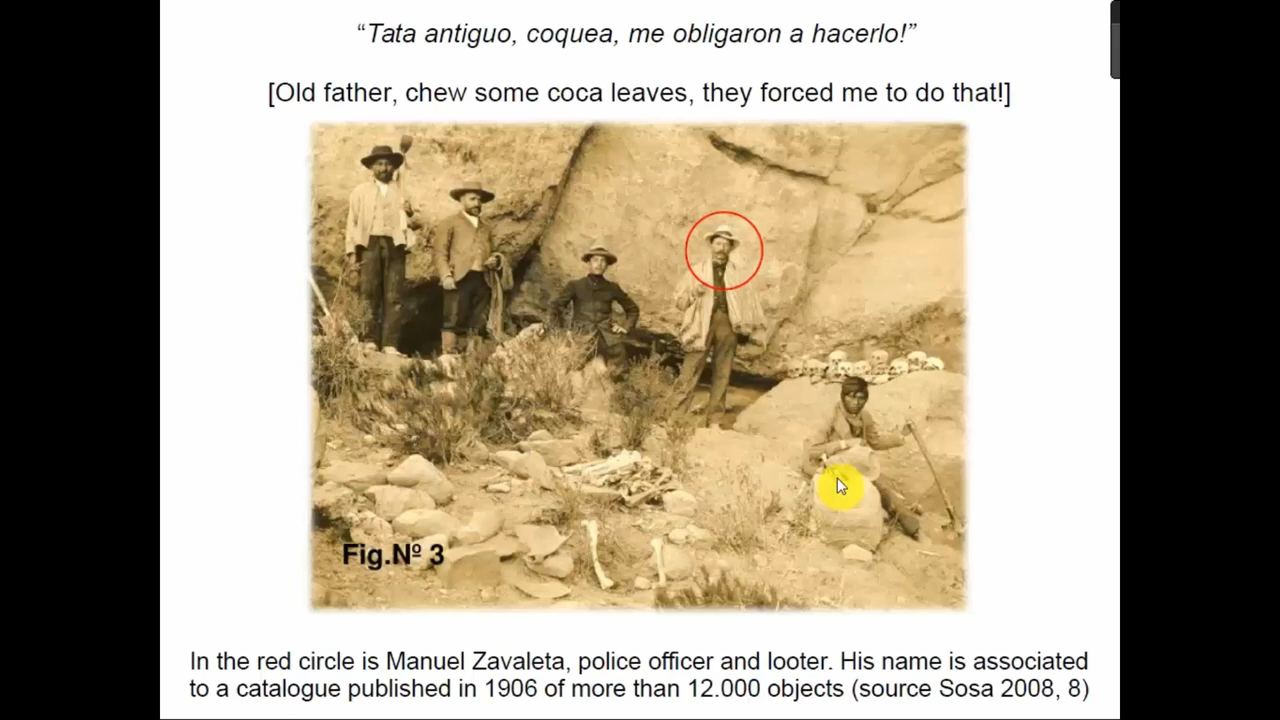 “Tata antiguo, coquea, me obligaron a hacerlo!”
[Old father, chew some coca leaves, they forced me to do that!]
Fig.Nº 3
In the red circle is Manuel Zavaleta, police officer and looter. His name is associated
to a catalogue published in 1906 of more than 12.000 objects (source Sosa 2008, 8)